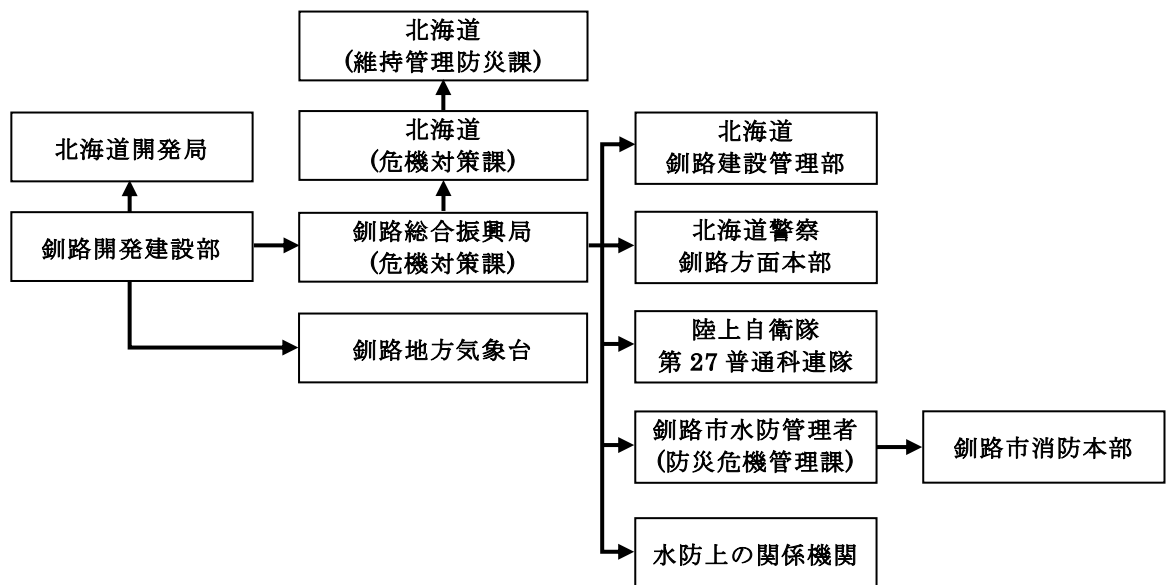 北海道
(維持管理防災課)
北海道開発局
北海道
(危機対策課)
北海道
釧路建設管理部
釧路開発建設部
釧路総合振興局
(危機対策課)
北海道警察
釧路方面本部
釧路地方気象台
陸上自衛隊
第 27 普通科連隊
釧路市水防管理者
(防災危機管理課)
釧路市消防本部
水防上の関係機関